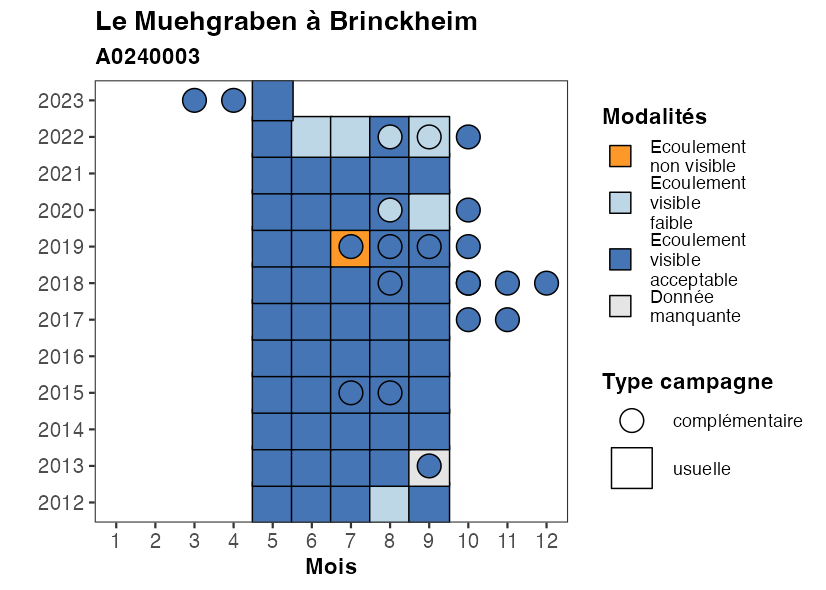 Le Muehgraben à Brinckheim
A0240003
2023
2022
2021
2020
2019
2018
2017
2016
2015
2014
2013
2012
1 2 3 4 5 6 7 8 9 10 11 12
Mois
Modalités
Ecoulement
non visible
Ecoulement
visible
faible
Ecoulement
visible
acceptable
Donnée
manquante
Type campagne
complémentaire
usuelle